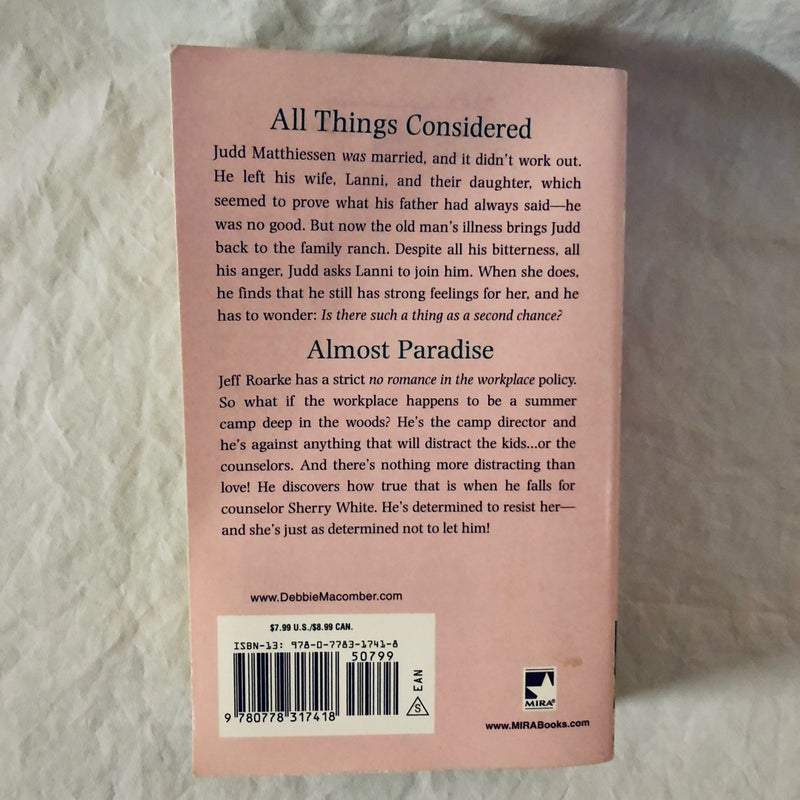 All Things Considered
Judd Matthiessen was married, and it didn't work out.
He left his wife, Lanni, and their daughter, which
seemed to prove what his father had always said—he
was no good. But now the old man's illness brings Judd
back to the family ranch. Despite all his bitterness, all
his anger, Judd asks Lanni to join him. When she does,
he finds that he still has strong feelings for her, and he
has to wonder: Is there such a thing as a second chance?
Almost Paradise
Jeff Roarke has a strict no romance in the workplace policy.
So what if the workplace happens to be a summer
camp deep in the woods? He's the camp director and
he's against anything that will distract the kids...or the
counselors. And there's nothing more distracting than
love! He discovers how true that is when he falls for
counselor Sherry White. He's determined to resist her—
and she's just as determined not to let him!
www.DebbieMacomber.com
$7.99 U.S./$8.99 CAN.
ISBN-13: 978-0-7783-1741-8
50799
9 780778 317418
S EAN
MIRA®
www.MIRABooks.com